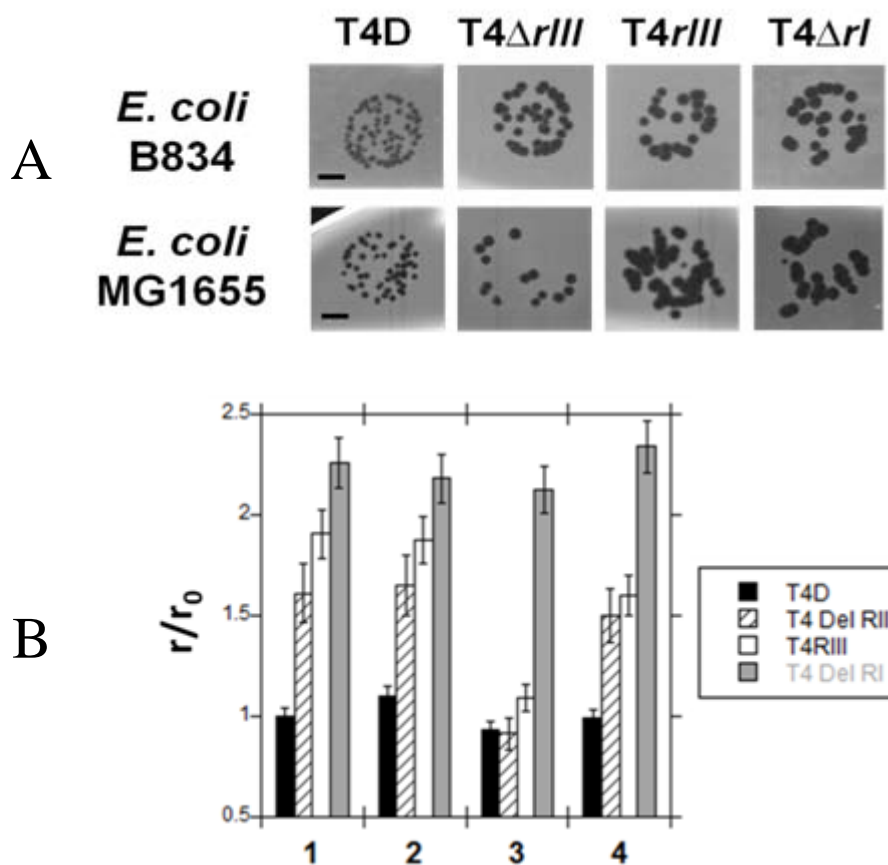 T4D T4ΔrIII T4rIII T4ΔrI
A
E. coli
B834
E. coli
MG1655
B
r/r₀
2.5
2
1.5
1
0.5
1 2 3 4
T4D
T4 Del RII
T4RIII
T4 Del RI